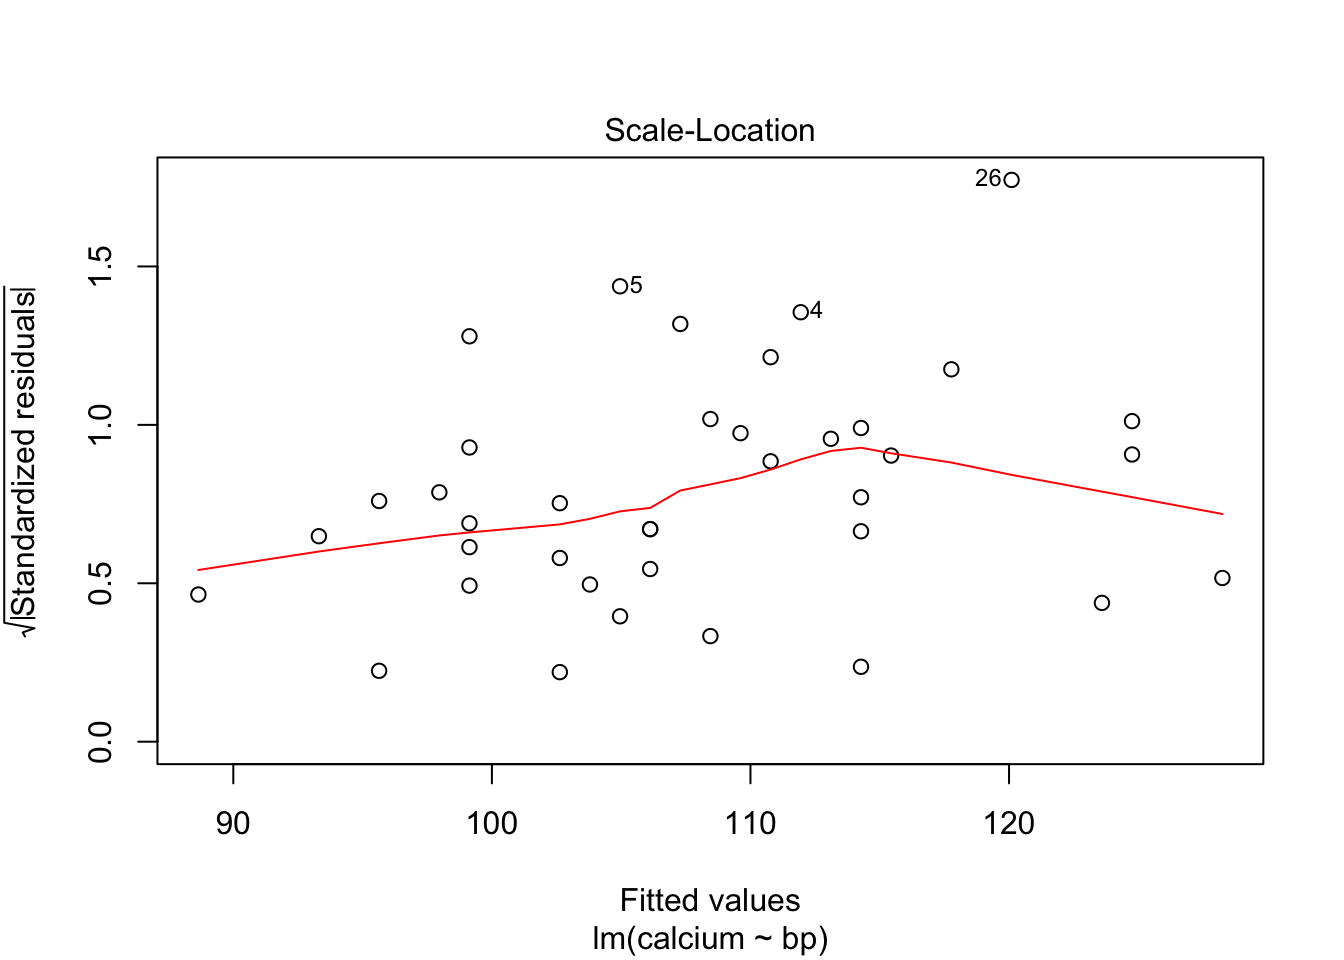 Scale-Location
√|Standardized residuals|
0.0 0.5 1.0 1.5
26
5
4
90 100 110 120
Fitted values
lm(calcium ~ bp)